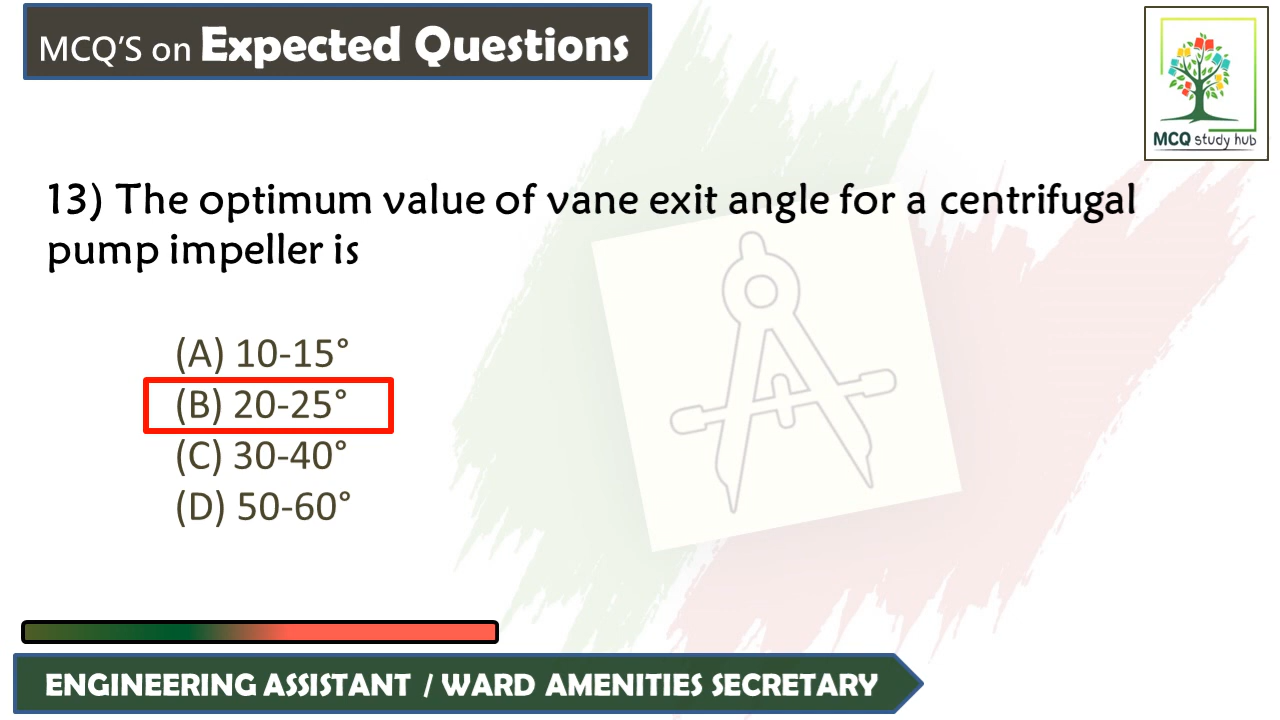 MCQ'S on Expected Questions
MCQ study hub
13) The optimum value of vane exit angle for a centrifugal
pump impeller is
(A) 10-15°
(B) 20-25°
(C) 30-40°
(D) 50-60°
ENGINEERING ASSISTANT / WARD AMENITIES SECRETARY